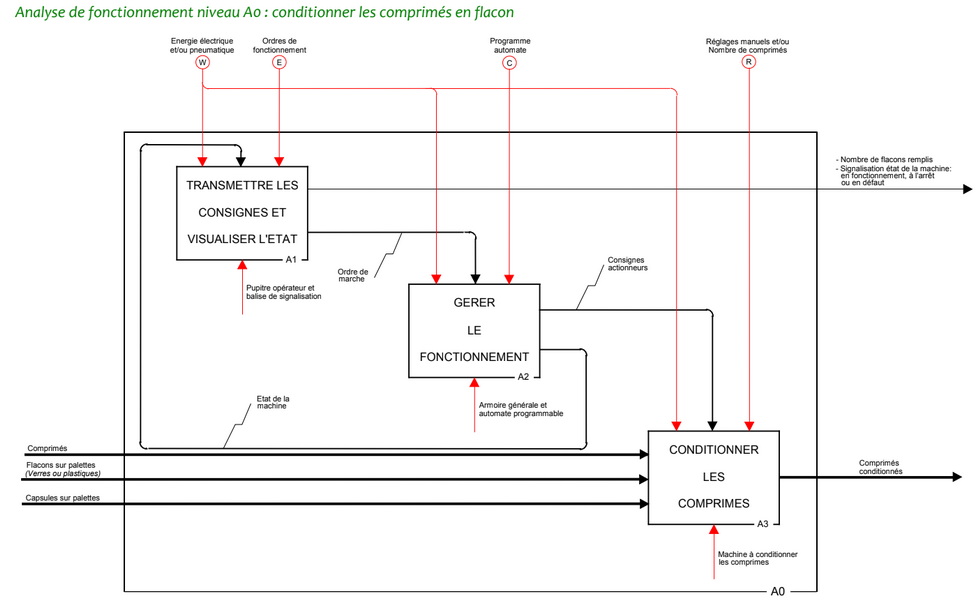 Analyse de fonctionnement niveau A0 : conditionner les comprimés en flacon
Energie électrique
et/ou pneumatique
W
Ordres de
fonctionnement
E
Programme
automate
C
Réglages manuels et/ou
Nombre de comprimés
R
- Nombre de flacons remplis
- Signalisation état de la machine:
en fonctionnement, à l'arrêt
ou en défaut
TRANSMETTRE LES
CONSIGNES ET
VISUALISER L'ETAT
A1
Pupitre opérateur et
balise de signalisation
Ordre de
marche
Consignes
actionneurs
GERER
LE
FONCTIONNEMENT
A2
Armoire générale et
automate programmable
Etat de la
machine
Comprimés
Flacons sur palettes
(Verres ou plastiques)
Capsules sur palettes
CONDITIONNER
LES
COMPRIMES
A3
Comprimés
conditionnés
Machine à conditionner
les comprimes
A0